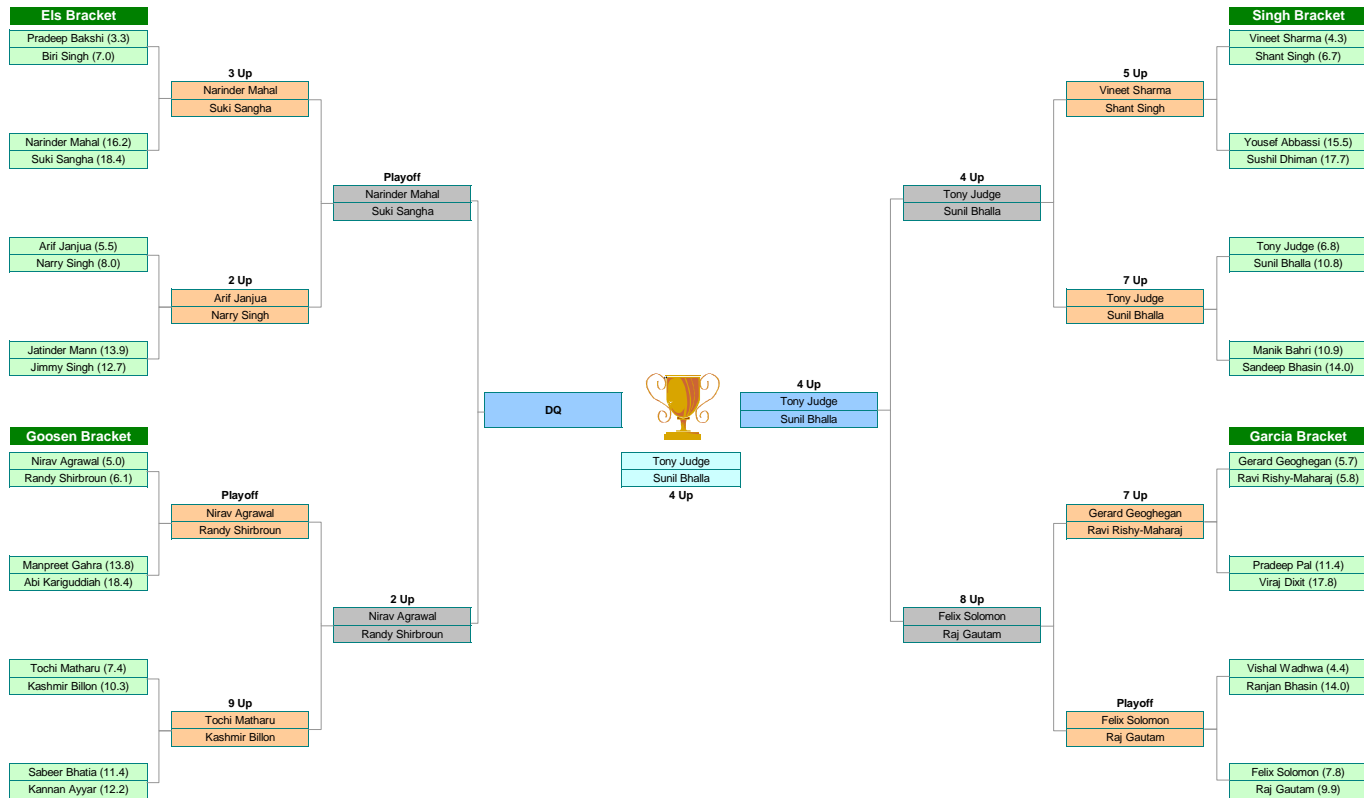 Els Bracket
Pradeep Bakshi (3.3)
Biri Singh (7.0)
3 Up
Narinder Mahal
Suki Sangha
Narinder Mahal (16.2)
Suki Sangha (18.4)
Playoff
Narinder Mahal
Suki Sangha
Arif Janjua (5.5)
Narry Singh (8.0)
2 Up
Arif Janjua
Narry Singh
Jatinder Mann (13.9)
Jimmy Singh (12.7)
DQ
Goosen Bracket
Nirav Agrawal (5.0)
Randy Shirbroun (6.1)
Playoff
Nirav Agrawal
Randy Shirbroun
Manpreet Gahra (13.8)
Abi Kariguddiah (18.4)
2 Up
Nirav Agrawal
Randy Shirbroun
Tochi Matharu (7.4)
Kashmir Billon (10.3)
9 Up
Tochi Matharu
Kashmir Billon
Sabeer Bhatia (11.4)
Kannan Ayyar (12.2)
Tony Judge
Sunil Bhalla
4 Up
4 Up
Tony Judge
Sunil Bhalla
Singh Bracket
Vineet Sharma (4.3)
Shant Singh (6.7)
5 Up
Vineet Sharma
Shant Singh
Yousef Abbassi (15.5)
Sushil Dhiman (17.7)
4 Up
Tony Judge
Sunil Bhalla
Tony Judge (6.8)
Sunil Bhalla (10.8)
7 Up
Tony Judge
Sunil Bhalla
Manik Bahri (10.9)
Sandeep Bhasin (14.0)
Garcia Bracket
Gerard Geoghegan (5.7)
Ravi Rishy-Maharaj (5.8)
7 Up
Gerard Geoghegan
Ravi Rishy-Maharaj
Pradeep Pal (11.4)
Viraj Dixit (17.8)
8 Up
Felix Solomon
Raj Gautam
Vishal Wadhwa (4.4)
Ranjan Bhasin (14.0)
Playoff
Felix Solomon
Raj Gautam
Felix Solomon (7.8)
Raj Gautam (9.9)